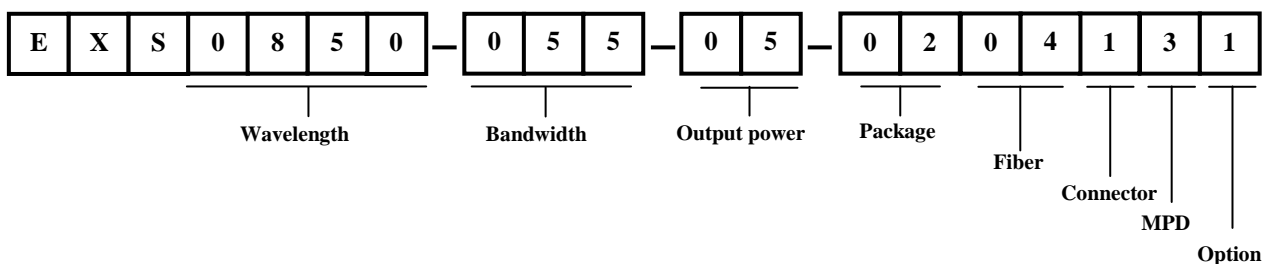 E X S 0 8 5 0 – 0 5 5 – 0 5 – 0 2 0 4 1 3 1
Wavelength Bandwidth Output power Package
Fiber
Connector
MPD
Option